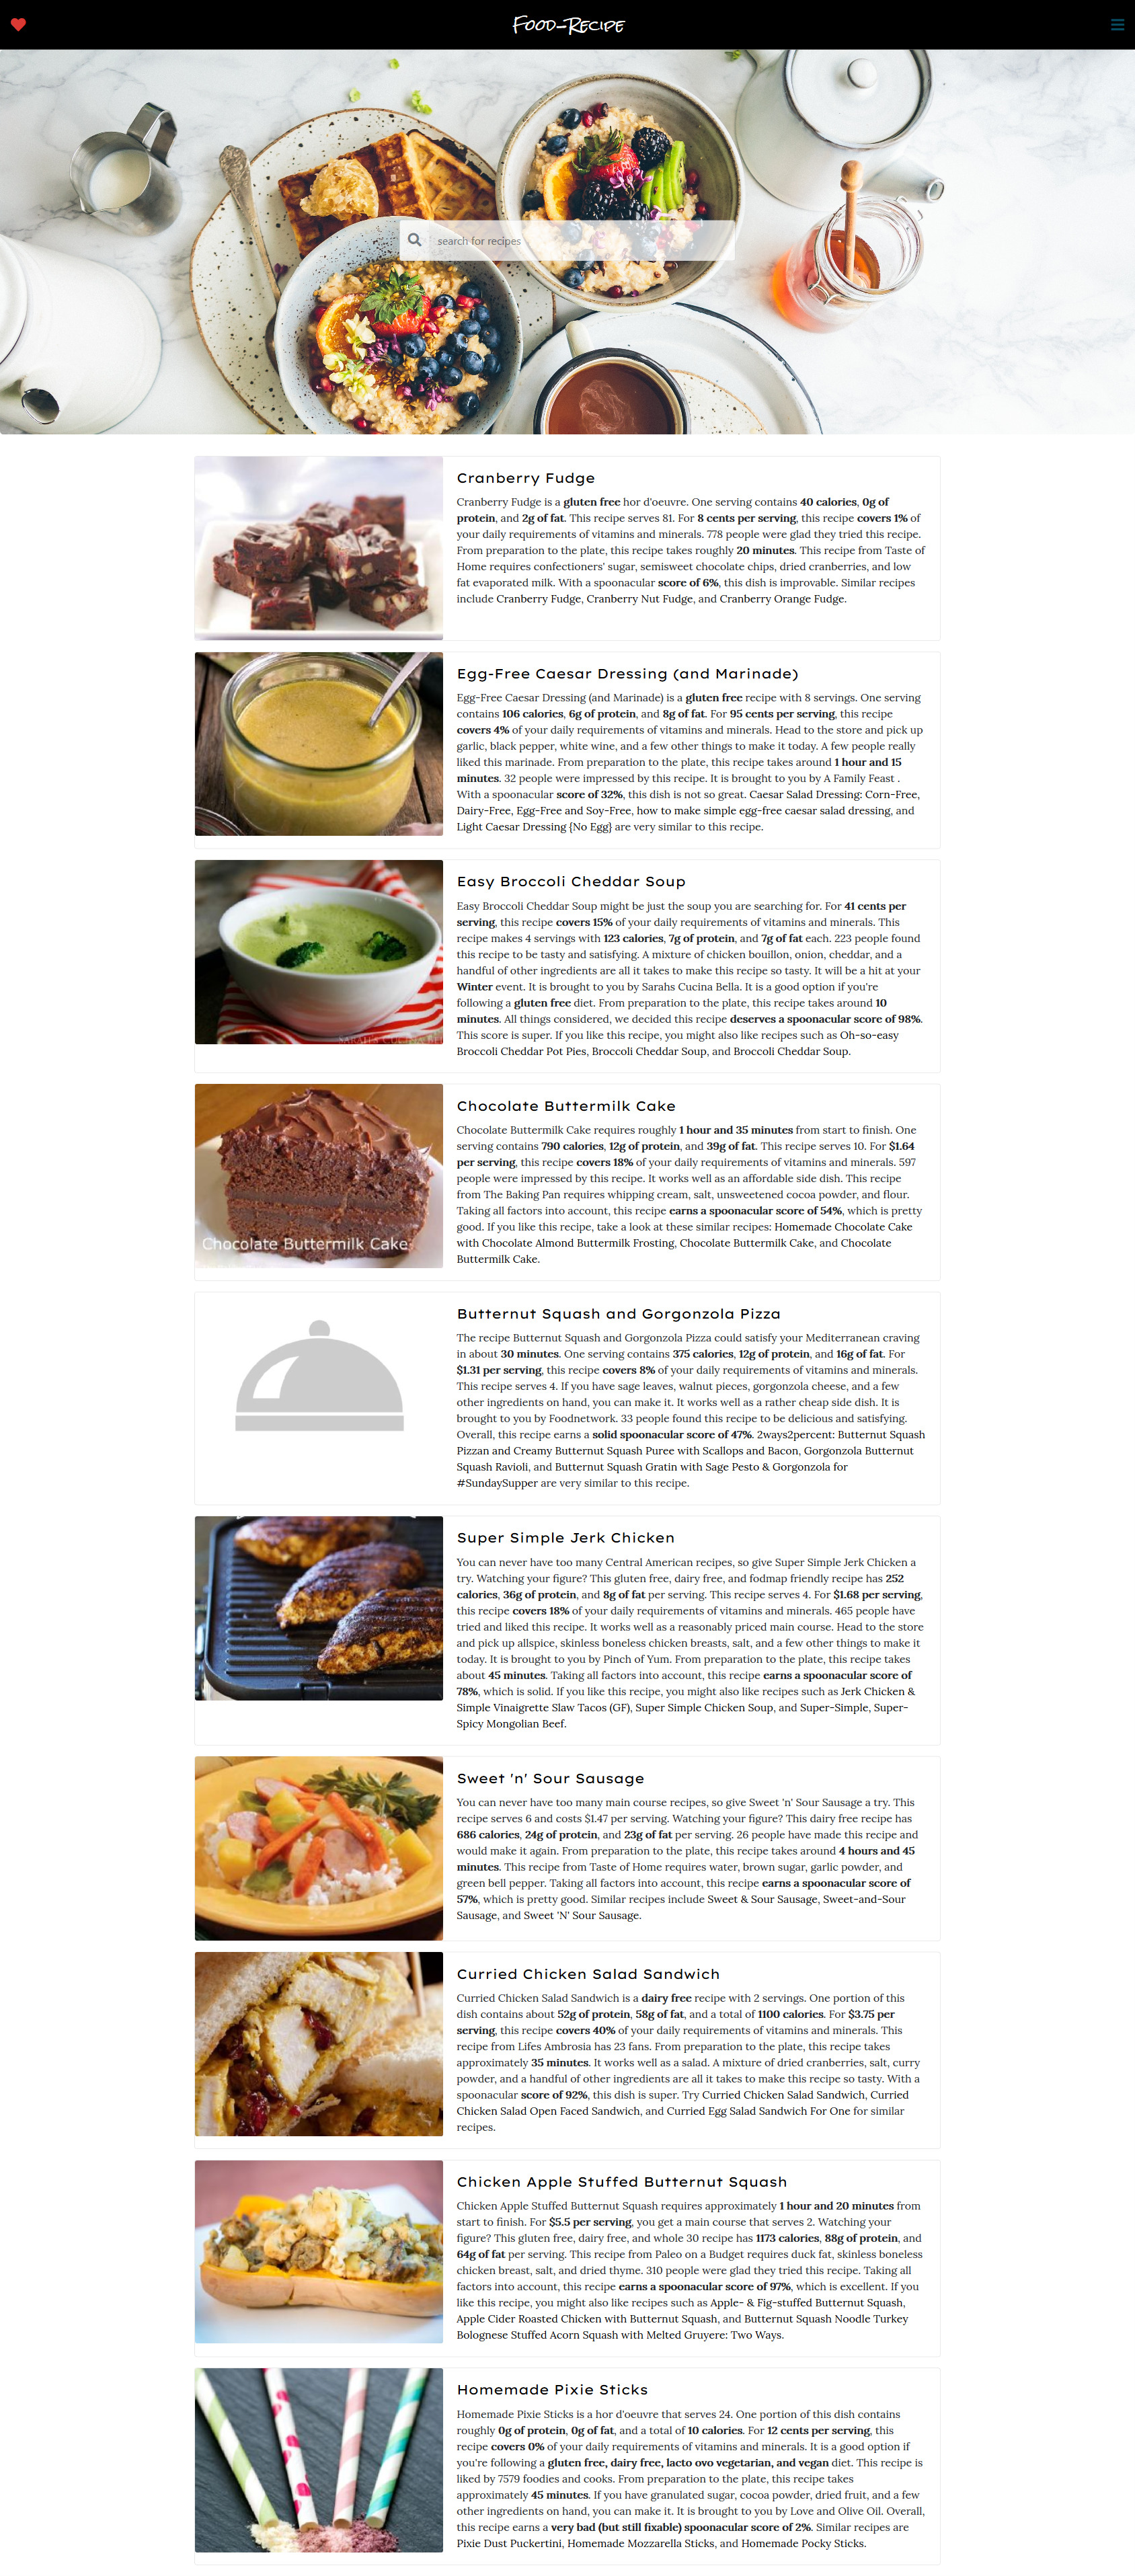 Food-Recipe
search for recipes
Cranberry Fudge
Cranberry Fudge is a gluten free hor d'oeuvre. One serving contains 40 calories, 0g of
protein, and 2g of fat. This recipe serves 81. For 8 cents per serving, this recipe covers 1% of
your daily requirements of vitamins and minerals. 778 people were glad they tried this recipe.
From preparation to the plate, this recipe takes roughly 20 minutes. This recipe from Taste of
Home requires confectioners' sugar, semisweet chocolate chips, dried cranberries, and low
fat evaporated milk. With a spoonacular score of 6%, this dish is improvable. Similar recipes
include Cranberry Fudge, Cranberry Nut Fudge, and Cranberry Orange Fudge.
Egg-Free Caesar Dressing (and Marinade)
Egg-Free Caesar Dressing (and Marinade) is a gluten free recipe with 8 servings. One serving
contains 106 calories, 6g of protein, and 8g of fat. For 95 cents per serving, this recipe
covers 4% of your daily requirements of vitamins and minerals. Head to the store and pick up
garlic, black pepper, white wine, and a few other things to make it today. A few people really
liked this marinade. From preparation to the plate, this recipe takes around 1 hour and 15
minutes. 32 people were impressed by this recipe. It is brought to you by A Family Feast .
With a spoonacular score of 32%, this dish is not so great. Caesar Salad Dressing: Corn-Free,
Dairy-Free, Egg-Free and Soy-Free, how to make simple egg-free caesar salad dressing, and
Light Caesar Dressing {No Egg} are very similar to this recipe.
Easy Broccoli Cheddar Soup
Easy Broccoli Cheddar Soup might be just the soup you are searching for. For 41 cents per
serving, this recipe covers 15% of your daily requirements of vitamins and minerals. This
recipe makes 4 servings with 123 calories, 7g of protein, and 7g of fat each. 223 people found
this recipe to be tasty and satisfying. A mixture of chicken bouillon, onion, cheddar, and a
handful of other ingredients are all it takes to make this recipe so tasty. It will be a hit at your
Winter event. It is brought to you by Sarahs Cucina Bella. It is a good option if you're
following a gluten free diet. From preparation to the plate, this recipe takes around 10
minutes. All things considered, we decided this recipe deserves a spoonacular score of 98%.
This score is super. If you like this recipe, you might also like recipes such as Oh-so-easy
Broccoli Cheddar Pot Pies, Broccoli Cheddar Soup, and Broccoli Cheddar Soup.
Chocolate Buttermilk Cake
Chocolate Buttermilk Cake
Chocolate Buttermilk Cake requires roughly 1 hour and 35 minutes from start to finish. One
serving contains 790 calories, 12g of protein, and 39g of fat. This recipe serves 10. For $1.64
per serving, this recipe covers 18% of your daily requirements of vitamins and minerals. 597
people were impressed by this recipe. It works well as an affordable side dish. This recipe
from The Baking Pan requires whipping cream, salt, unsweetened cocoa powder, and flour.
Taking all factors into account, this recipe earns a spoonacular score of 54%, which is pretty
good. If you like this recipe, take a look at these similar recipes: Homemade Chocolate Cake
with Chocolate Almond Buttermilk Frosting, Chocolate Buttermilk Cake, and Chocolate
Buttermilk Cake.
Butternut Squash and Gorgonzola Pizza
The recipe Butternut Squash and Gorgonzola Pizza could satisfy your Mediterranean craving
in about 30 minutes. One serving contains 375 calories, 12g of protein, and 16g of fat. For
$1.31 per serving, this recipe covers 8% of your daily requirements of vitamins and minerals.
This recipe serves 4. If you have sage leaves, walnut pieces, gorgonzola cheese, and a few
other ingredients on hand, you can make it. It works well as a rather cheap side dish. It is
brought to you by Foodnetwork. 33 people found this recipe to be delicious and satisfying.
Overall, this recipe earns a solid spoonacular score of 47%. 2ways2percent: Butternut Squash
Pizzan and Creamy Butternut Squash Puree with Scallops and Bacon, Gorgonzola Butternut
Squash Ravioli, and Butternut Squash Gratin with Sage Pesto & Gorgonzola for
#SundaySupper are very similar to this recipe.
Super Simple Jerk Chicken
You can never have too many Central American recipes, so give Super Simple Jerk Chicken a
try. Watching your figure? This gluten free, dairy free, and fodmap friendly recipe has 252
calories, 36g of protein, and 8g of fat per serving. This recipe serves 4. For $1.68 per serving,
this recipe covers 18% of your daily requirements of vitamins and minerals. 465 people have
tried and liked this recipe. It works well as a reasonably priced main course. Head to the store
and pick up allspice, skinless boneless chicken breasts, salt, and a few other things to make it
today. It is brought to you by Pinch of Yum. From preparation to the plate, this recipe takes
about 45 minutes. Taking all factors into account, this recipe earns a spoonacular score of
78%, which is solid. If you like this recipe, you might also like recipes such as Jerk Chicken &
Simple Vinaigrette Slaw Tacos (GF), Super Simple Chicken Soup, and Super-Simple, Super-
Spicy Mongolian Beef.
Sweet 'n' Sour Sausage
You can never have too many main course recipes, so give Sweet 'n' Sour Sausage a try. This
recipe serves 6 and costs $1.47 per serving. Watching your figure? This dairy free recipe has
686 calories, 24g of protein, and 23g of fat per serving. 26 people have made this recipe and
would make it again. From preparation to the plate, this recipe takes around 4 hours and 45
minutes. This recipe from Taste of Home requires water, brown sugar, garlic powder, and
green bell pepper. Taking all factors into account, this recipe earns a spoonacular score of
57%, which is pretty good. Similar recipes include Sweet & Sour Sausage, Sweet-and-Sour
Sausage, and Sweet 'N' Sour Sausage.
Curried Chicken Salad Sandwich
Curried Chicken Salad Sandwich is a dairy free recipe with 2 servings. One portion of this
dish contains about 52g of protein, 58g of fat, and a total of 1100 calories. For $3.75 per
serving, this recipe covers 40% of your daily requirements of vitamins and minerals. This
recipe from Lifes Ambrosia has 23 fans. From preparation to the plate, this recipe takes
approximately 35 minutes. It works well as a salad. A mixture of dried cranberries, salt, curry
powder, and a handful of other ingredients are all it takes to make this recipe so tasty. With a
spoonacular score of 92%, this dish is super. Try Curried Chicken Salad Sandwich, Curried
Chicken Salad Open Faced Sandwich, and Curried Egg Salad Sandwich For One for similar
recipes.
Chicken Apple Stuffed Butternut Squash
Chicken Apple Stuffed Butternut Squash requires approximately 1 hour and 20 minutes from
start to finish. For $5.5 per serving, you get a main course that serves 2. Watching your
figure? This gluten free, dairy free, and whole 30 recipe has 1173 calories, 88g of protein, and
64g of fat per serving. This recipe from Paleo on a Budget requires duck fat, skinless boneless
chicken breast, salt, and dried thyme. 310 people were glad they tried this recipe. Taking all
factors into account, this recipe earns a spoonacular score of 97%, which is excellent. If you
like this recipe, you might also like recipes such as Apple- & Fig-stuffed Butternut Squash,
Apple Cider Roasted Chicken with Butternut Squash, and Butternut Squash Noodle Turkey
Bolognese Stuffed Acorn Squash with Melted Gruyere: Two Ways.
Homemade Pixie Sticks
Homemade Pixie Sticks is a hor d'oeuvre that serves 24. One portion of this dish contains
roughly 0g of protein, 0g of fat, and a total of 10 calories. For 12 cents per serving, this
recipe covers 0% of your daily requirements of vitamins and minerals. It is a good option if
you're following a gluten free, dairy free, lacto ovo vegetarian, and vegan diet. This recipe is
liked by 7579 foodies and cooks. From preparation to the plate, this recipe takes
approximately 45 minutes. If you have granulated sugar, cocoa powder, dried fruit, and a few
other ingredients on hand, you can make it. It is brought to you by Love and Olive Oil. Overall,
this recipe earns a very bad (but still fixable) spoonacular score of 2%. Similar recipes are
Pixie Dust Puckertini, Homemade Mozzarella Sticks, and Homemade Pocky Sticks.